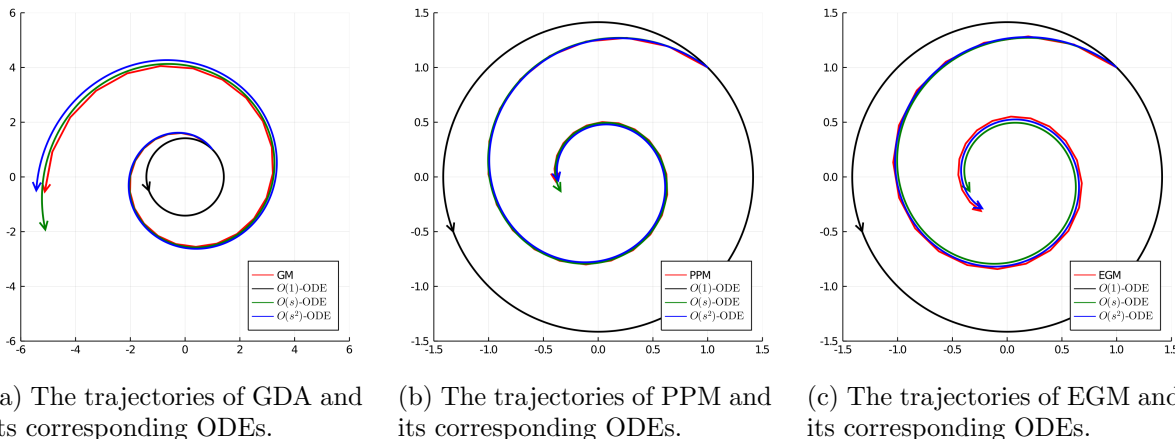 6
4
2
0
-2
-4
-6
-6 -4 -2 0 2 4 6
GM
O(1)-ODE
O(s)-ODE
O(s²)-ODE
1.5
1.0
0.5
0.0
-0.5
-1.0
-1.5
-1.5 -1.0 -0.5 0.0 0.5 1.0 1.5
PPM
O(1)-ODE
O(s)-ODE
O(s²)-ODE
1.5
1.0
0.5
0.0
-0.5
-1.0
-1.5
-1.5 -1.0 -0.5 0.0 0.5 1.0 1.5
EGM
O(1)-ODE
O(s)-ODE
O(s²)-ODE
a) The trajectories of GDA and
its corresponding ODEs.
(b) The trajectories of PPM and
its corresponding ODEs.
(c) The trajectories of EGM and
its corresponding ODEs.